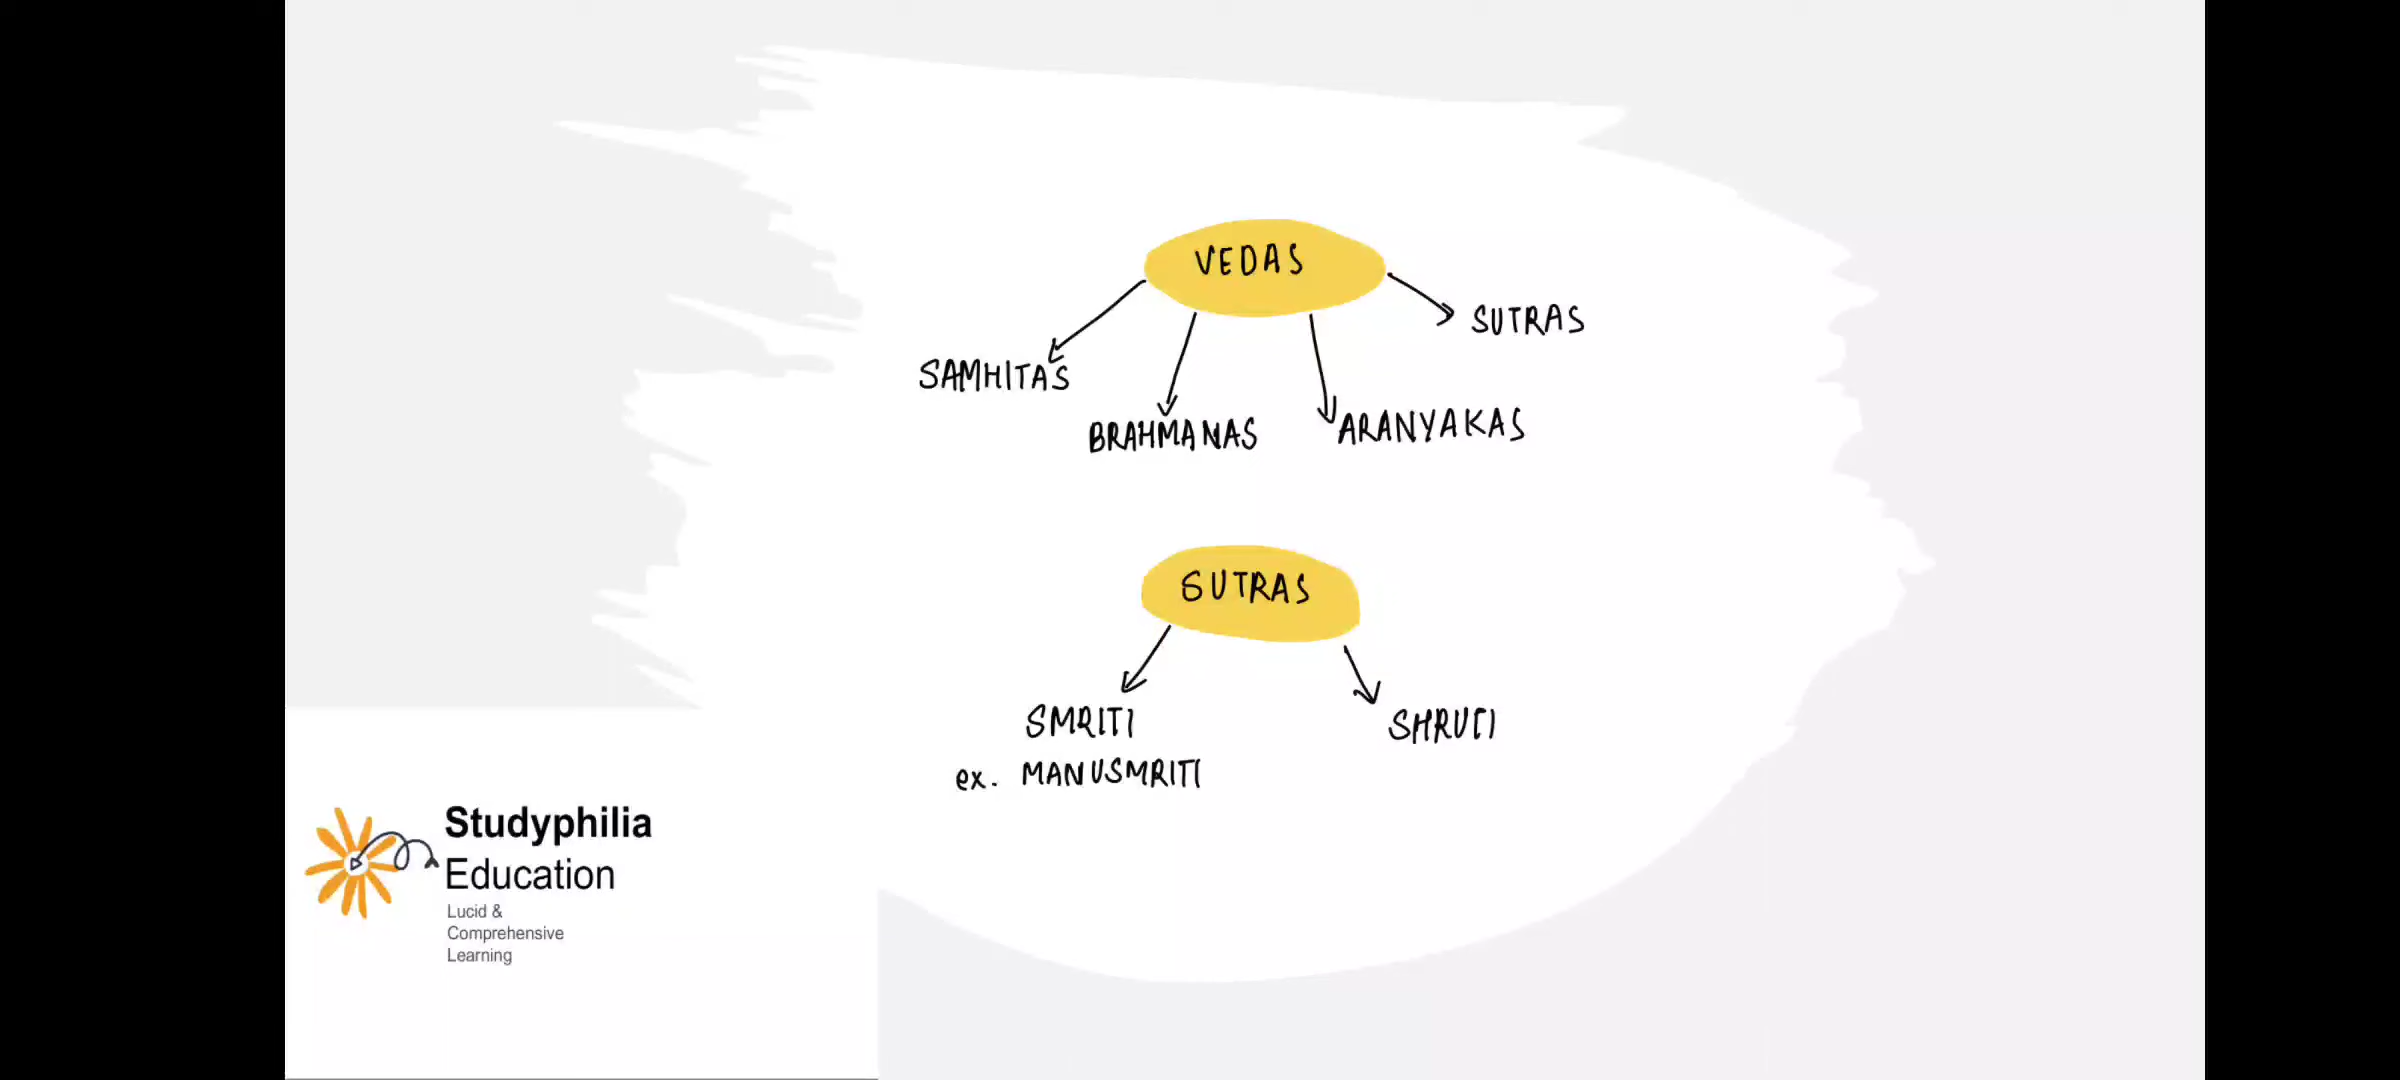 VEDAS
SUTRAS
SAMHITAS
BRAHMANAS
ARANYAKAS
SUTRAS
SMRITI
SHRUTI
ex. MANUSMRITI
Studyphilia
Education
Lucid &
Comprehensive
Learning